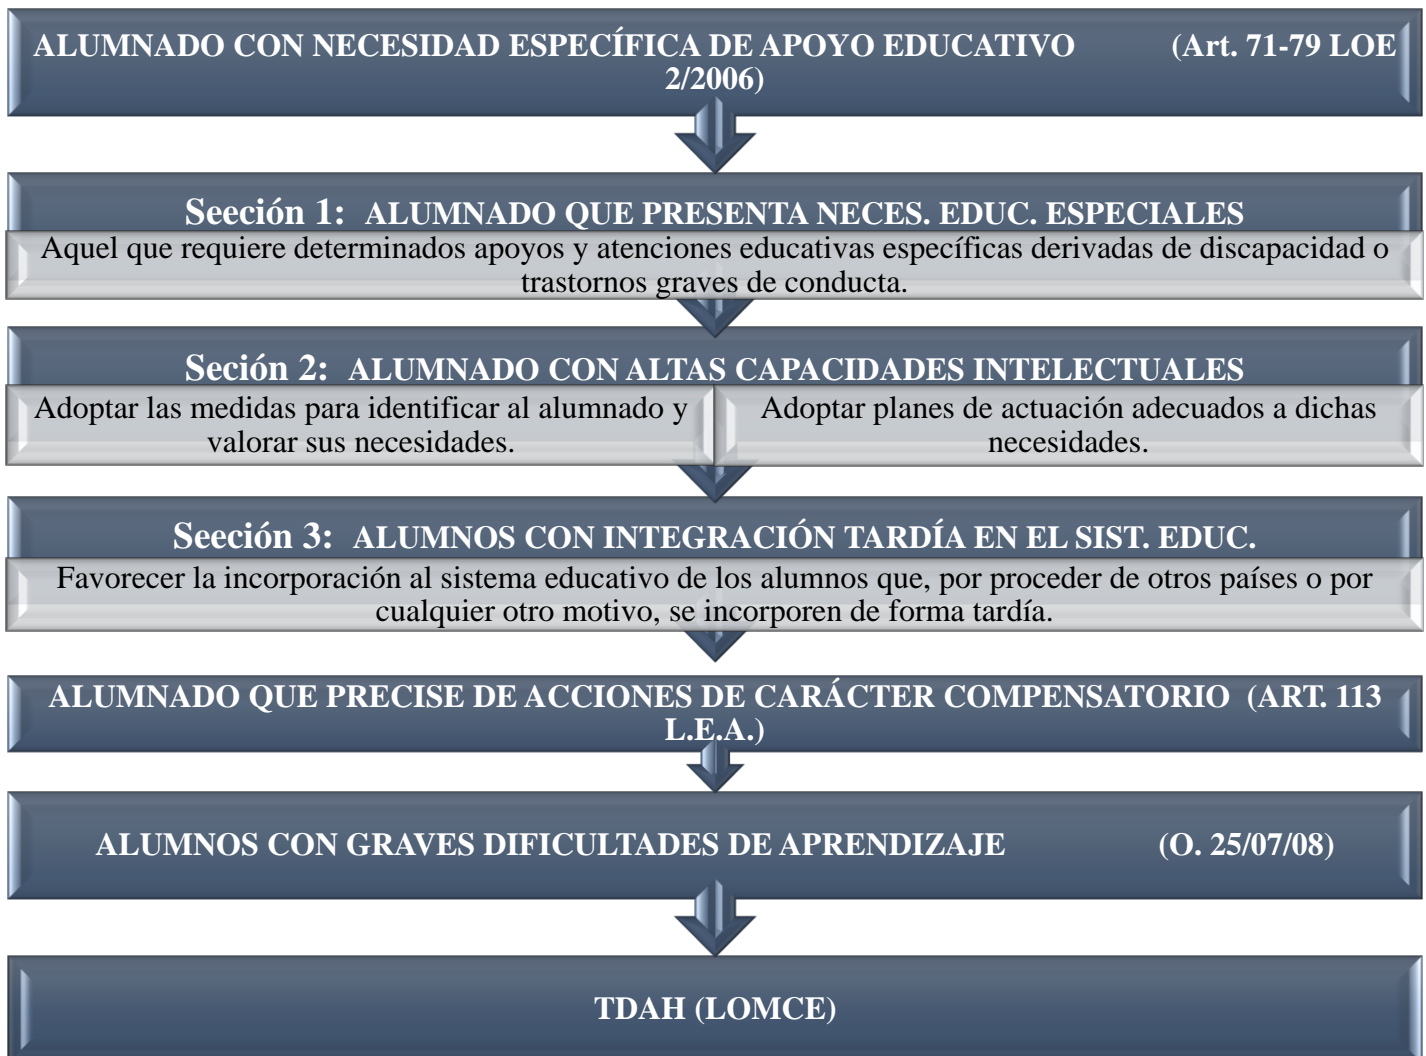 ALUMNADO CON NECESIDAD ESPECÍFICA DE APOYO EDUCATIVO (Art. 71-79 LOE
2/2006)
Seección 1: ALUMNADO QUE PRESENTA NECES. EDUC. ESPECIALES
Aquel que requiere determinados apoyos y atenciones educativas específicas derivadas de discapacidad o
trastornos graves de conducta.
Seción 2: ALUMNADO CON ALTAS CAPACIDADES INTELECTUALES
Adoptar las medidas para identificar al alumnado y
valorar sus necesidades.
Adoptar planes de actuación adecuados a dichas
necesidades.
Seección 3: ALUMNOS CON INTEGRACIÓN TARDÍA EN EL SIST. EDUC.
Favorecer la incorporación al sistema educativo de los alumnos que, por proceder de otros países o por
cualquier otro motivo, se incorporen de forma tardía.
ALUMNADO QUE PRECISE DE ACCIONES DE CARÁCTER COMPENSATORIO (ART. 113
L.E.A.)
ALUMNOS CON GRAVES DIFICULTADES DE APRENDIZAJE (O. 25/07/08)
TDAH (LOMCE)